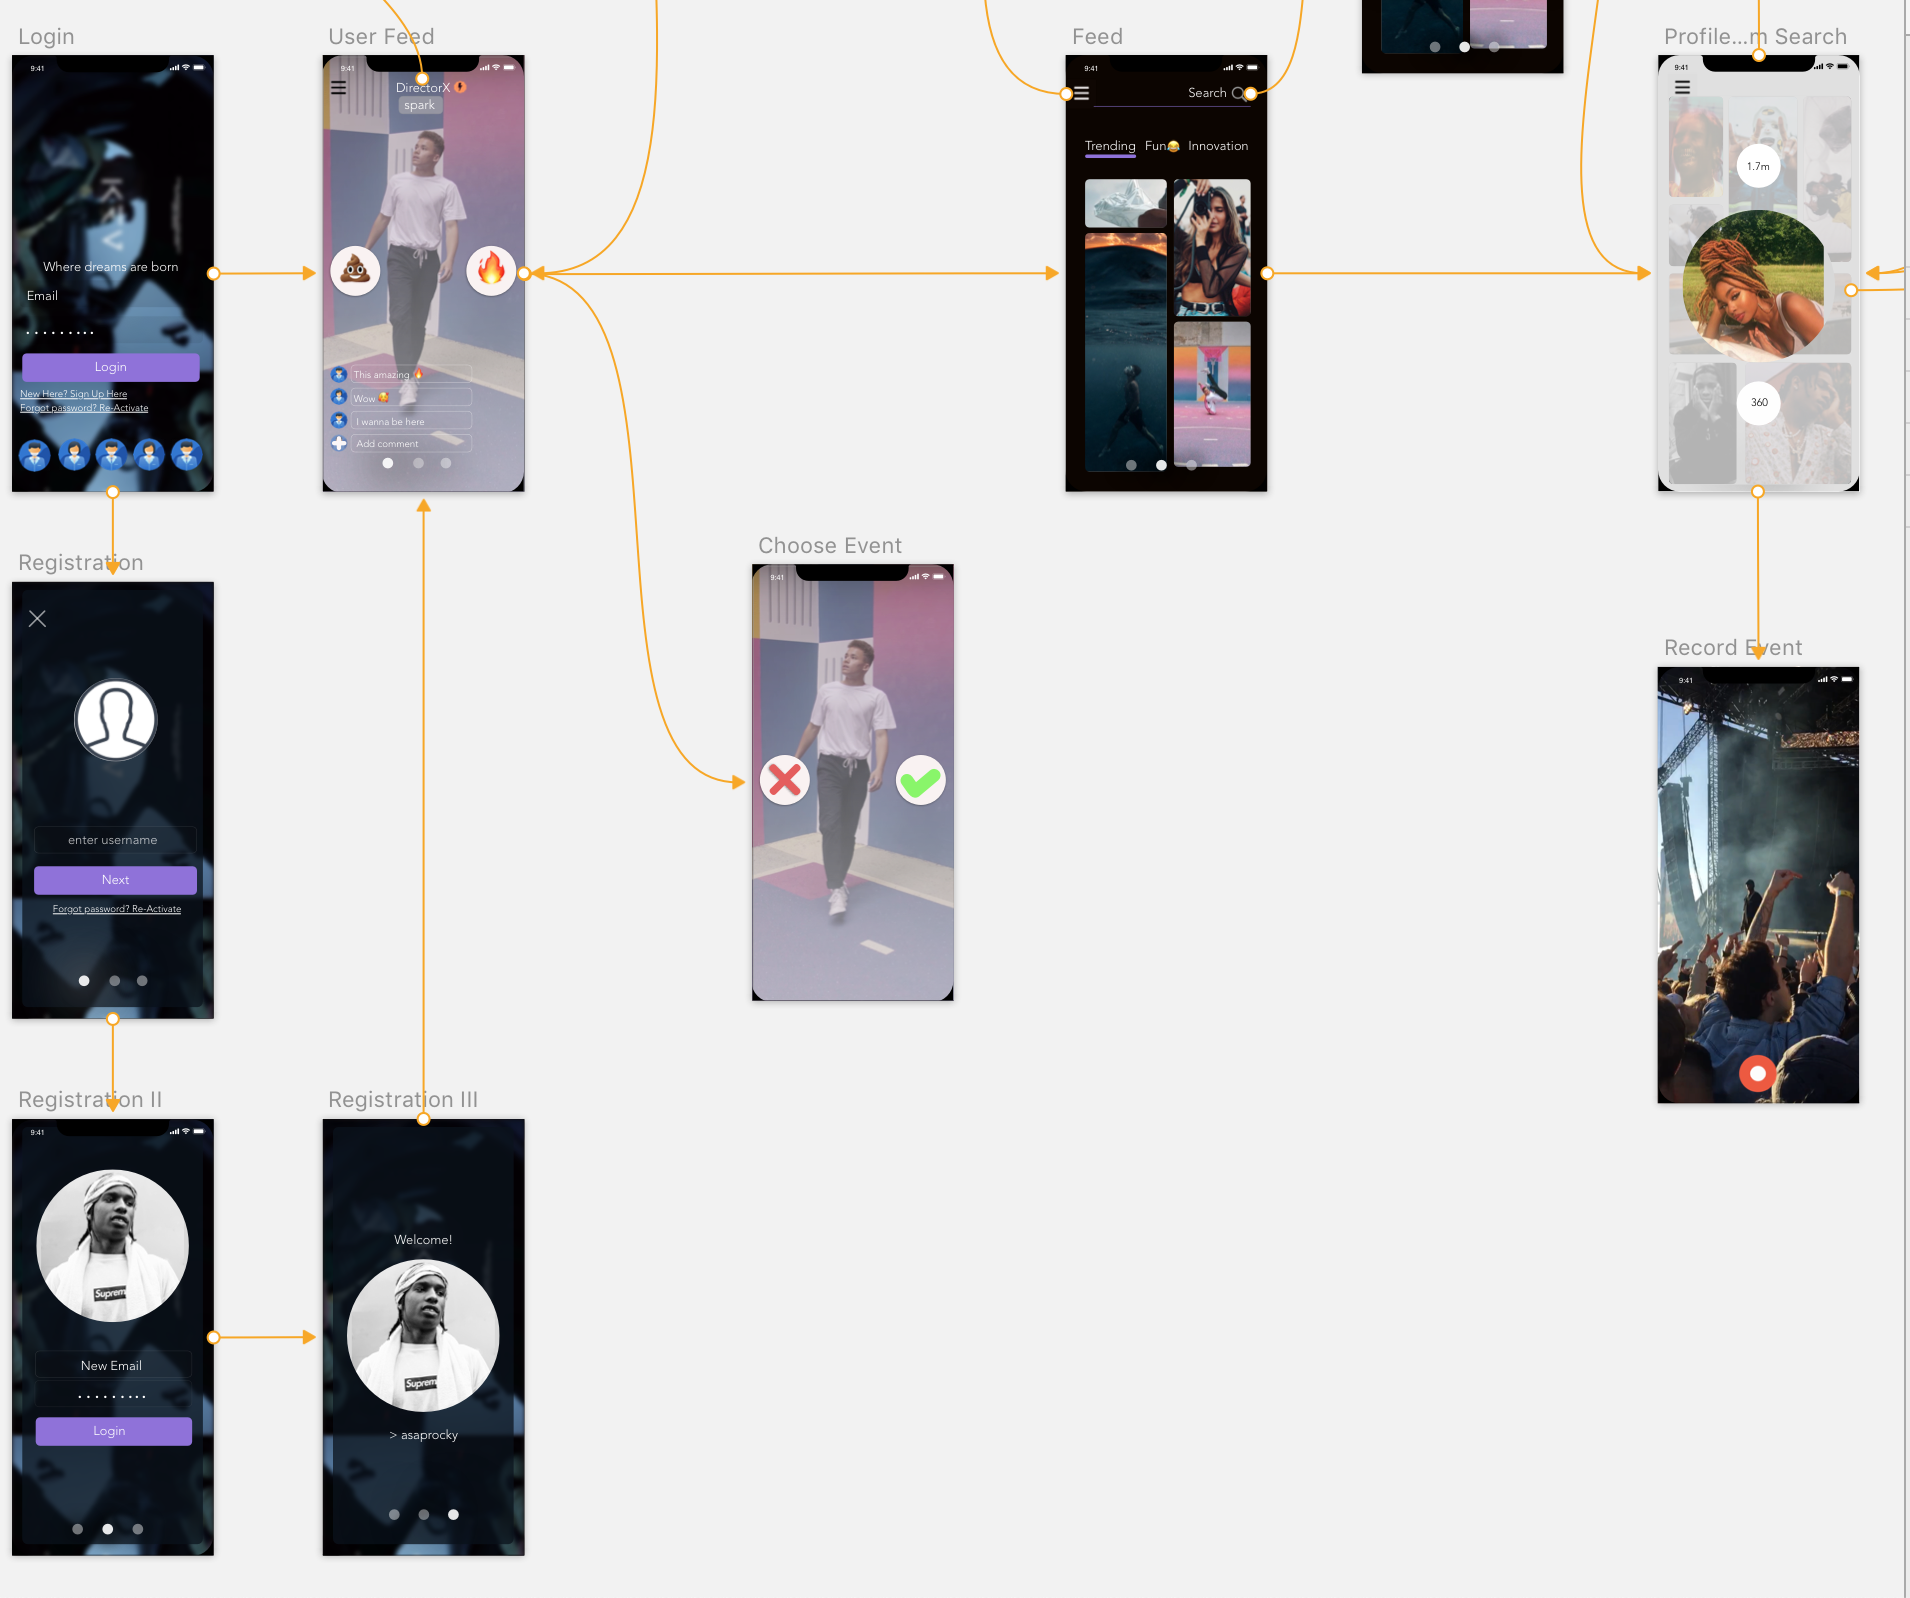 Login
User Feed
Feed
Profile...m Search
9:41
Where dreams are born
Email
Login
New Here? Sign Up Here
Forgot password? Re-Activate
9:41
DirectorX
spark
This amazing 🔥
Wow 🥰
I wanna be here
Add comment
9:41
Search
Trending Fun😂 Innovation
9:41
1.7m
360
Choose Event
9:41
Registration
enter username
Next
Forgot password? Re-Activate
Record Event
9:41
Registration II
Registration III
9:41
Suprem
New Email
Login
Welcome!
Suprem
> asaprocky